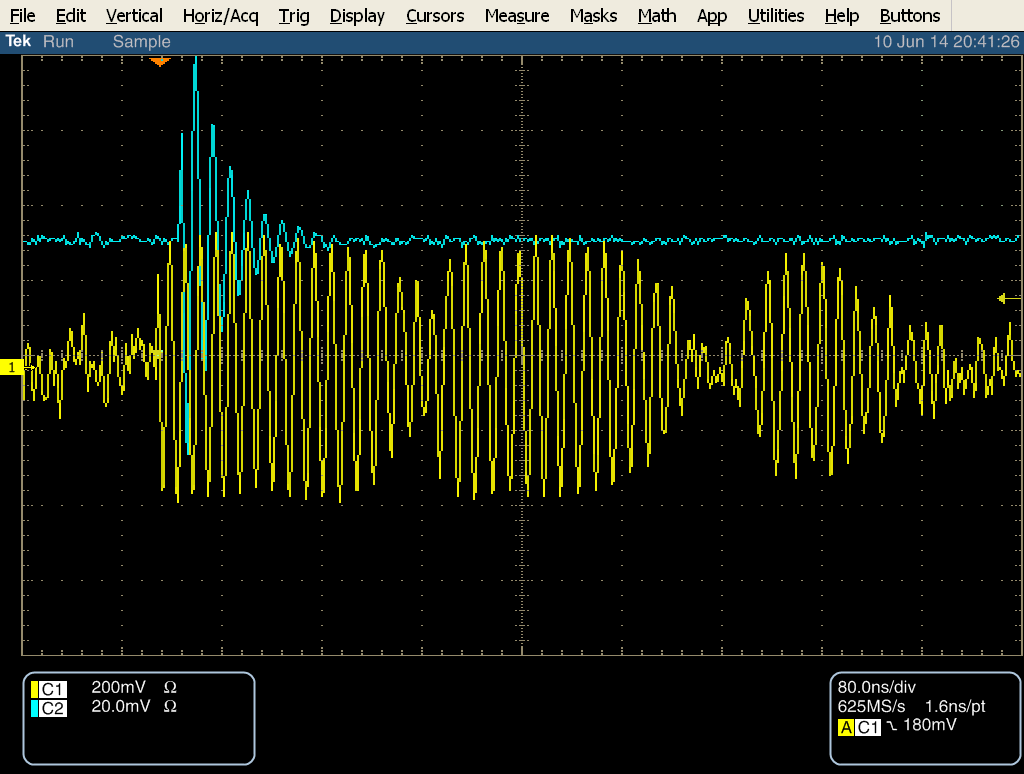 File Edit Vertical Horiz/Acq Trig Display Cursors Measure Masks Math App Utilities Help Buttons
Tek Run Sample 10 Jun 14 20:41:26
1
C1 200mV Ω
C2 20.0mV Ω
80.0ns/div
625MS/s 1.6ns/pt
A C1 ∖ 180mV